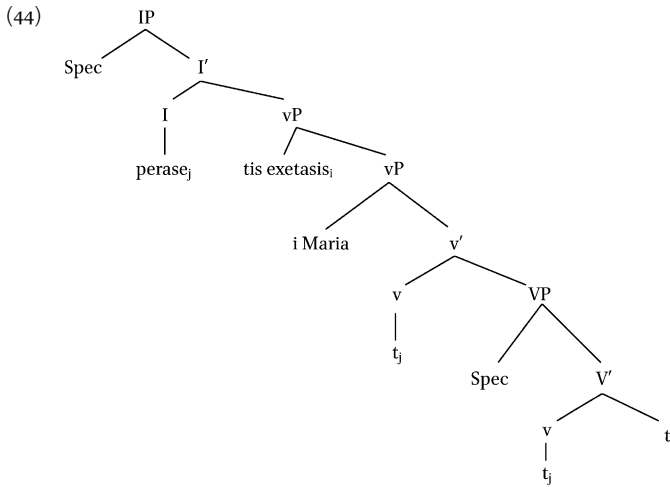 (44)
IP
Spec I′
I vP
perasej tis exetasisi vP
i Maria v′
v VP
tj
Spec V′
v t
tj